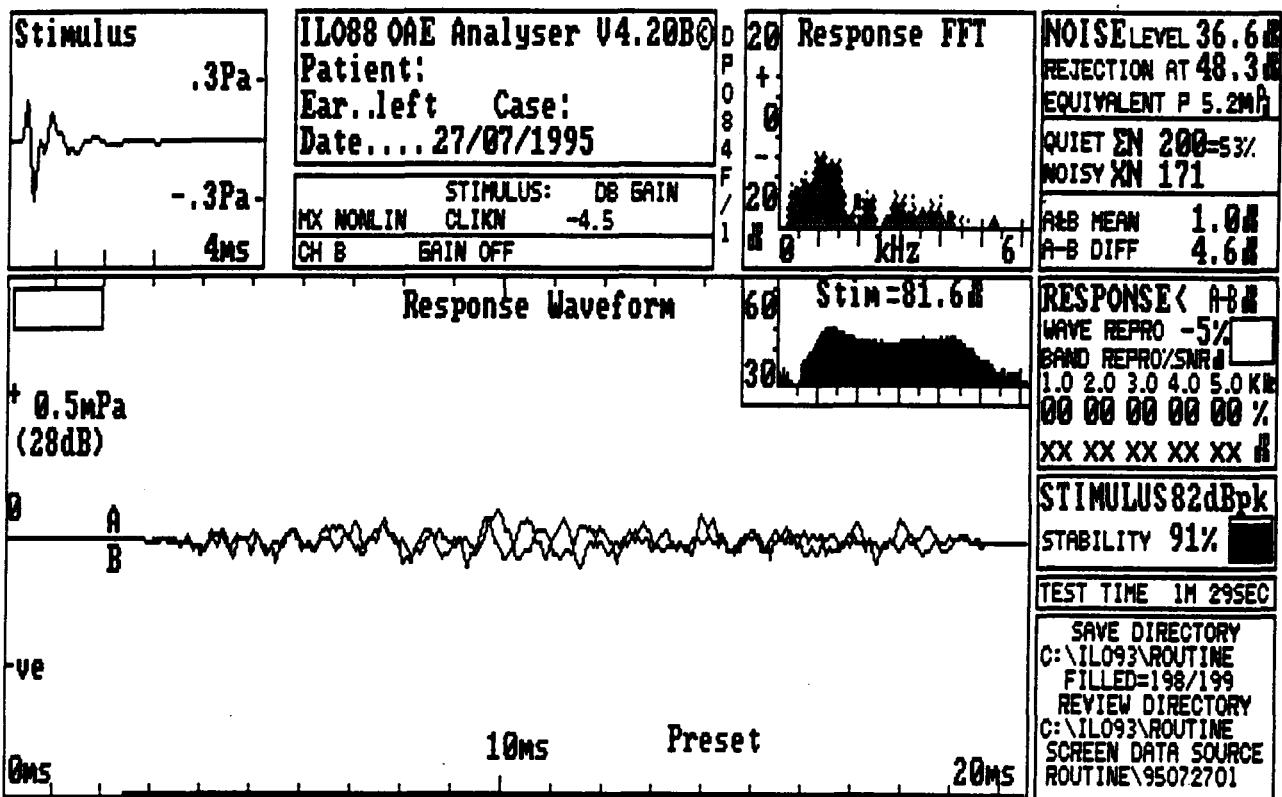 Stimulus
.3Pa
-.3Pa
4ms
ILO88 OAE Analyser V4.20B©
Patient:
Ear..left Case:
Date....27/07/1995
STIMULUS: DB GAIN
MX NONLIN CLIKN -4.5
CH B GAIN OFF
DP084F/1
Response FFT
20
+
0
-
20
dB
0 kHz 6
NOISE LEVEL 36.6dB
REJECTION AT 48.3dB
EQUIVALENT P 5.2MPa
QUIET ΣN 200=53%
NOISY XN 171
A&B MEAN 1.0dB
A-B DIFF 4.6dB
Response Waveform
+ 0.5mPa
(28dB)
0
A
B
-ve
0ms
10ms
Preset
20ms
Stim=81.6dB
60
30
RESPONSE< A-BdB
WAVE REPRO -5%
BAND REPRO%SNRdB
1.0 2.0 3.0 4.0 5.0 KHz
00 00 00 00 00 %
XX XX XX XX XX dB
STIMULUS 82dBpk
STABILITY 91%
TEST TIME 1M 29SEC
SAVE DIRECTORY
C:\ILO93\ROUTINE
FILLED=198/199
REVIEW DIRECTORY
C:\ILO93\ROUTINE
SCREEN DATA SOURCE
ROUTINE\95072701